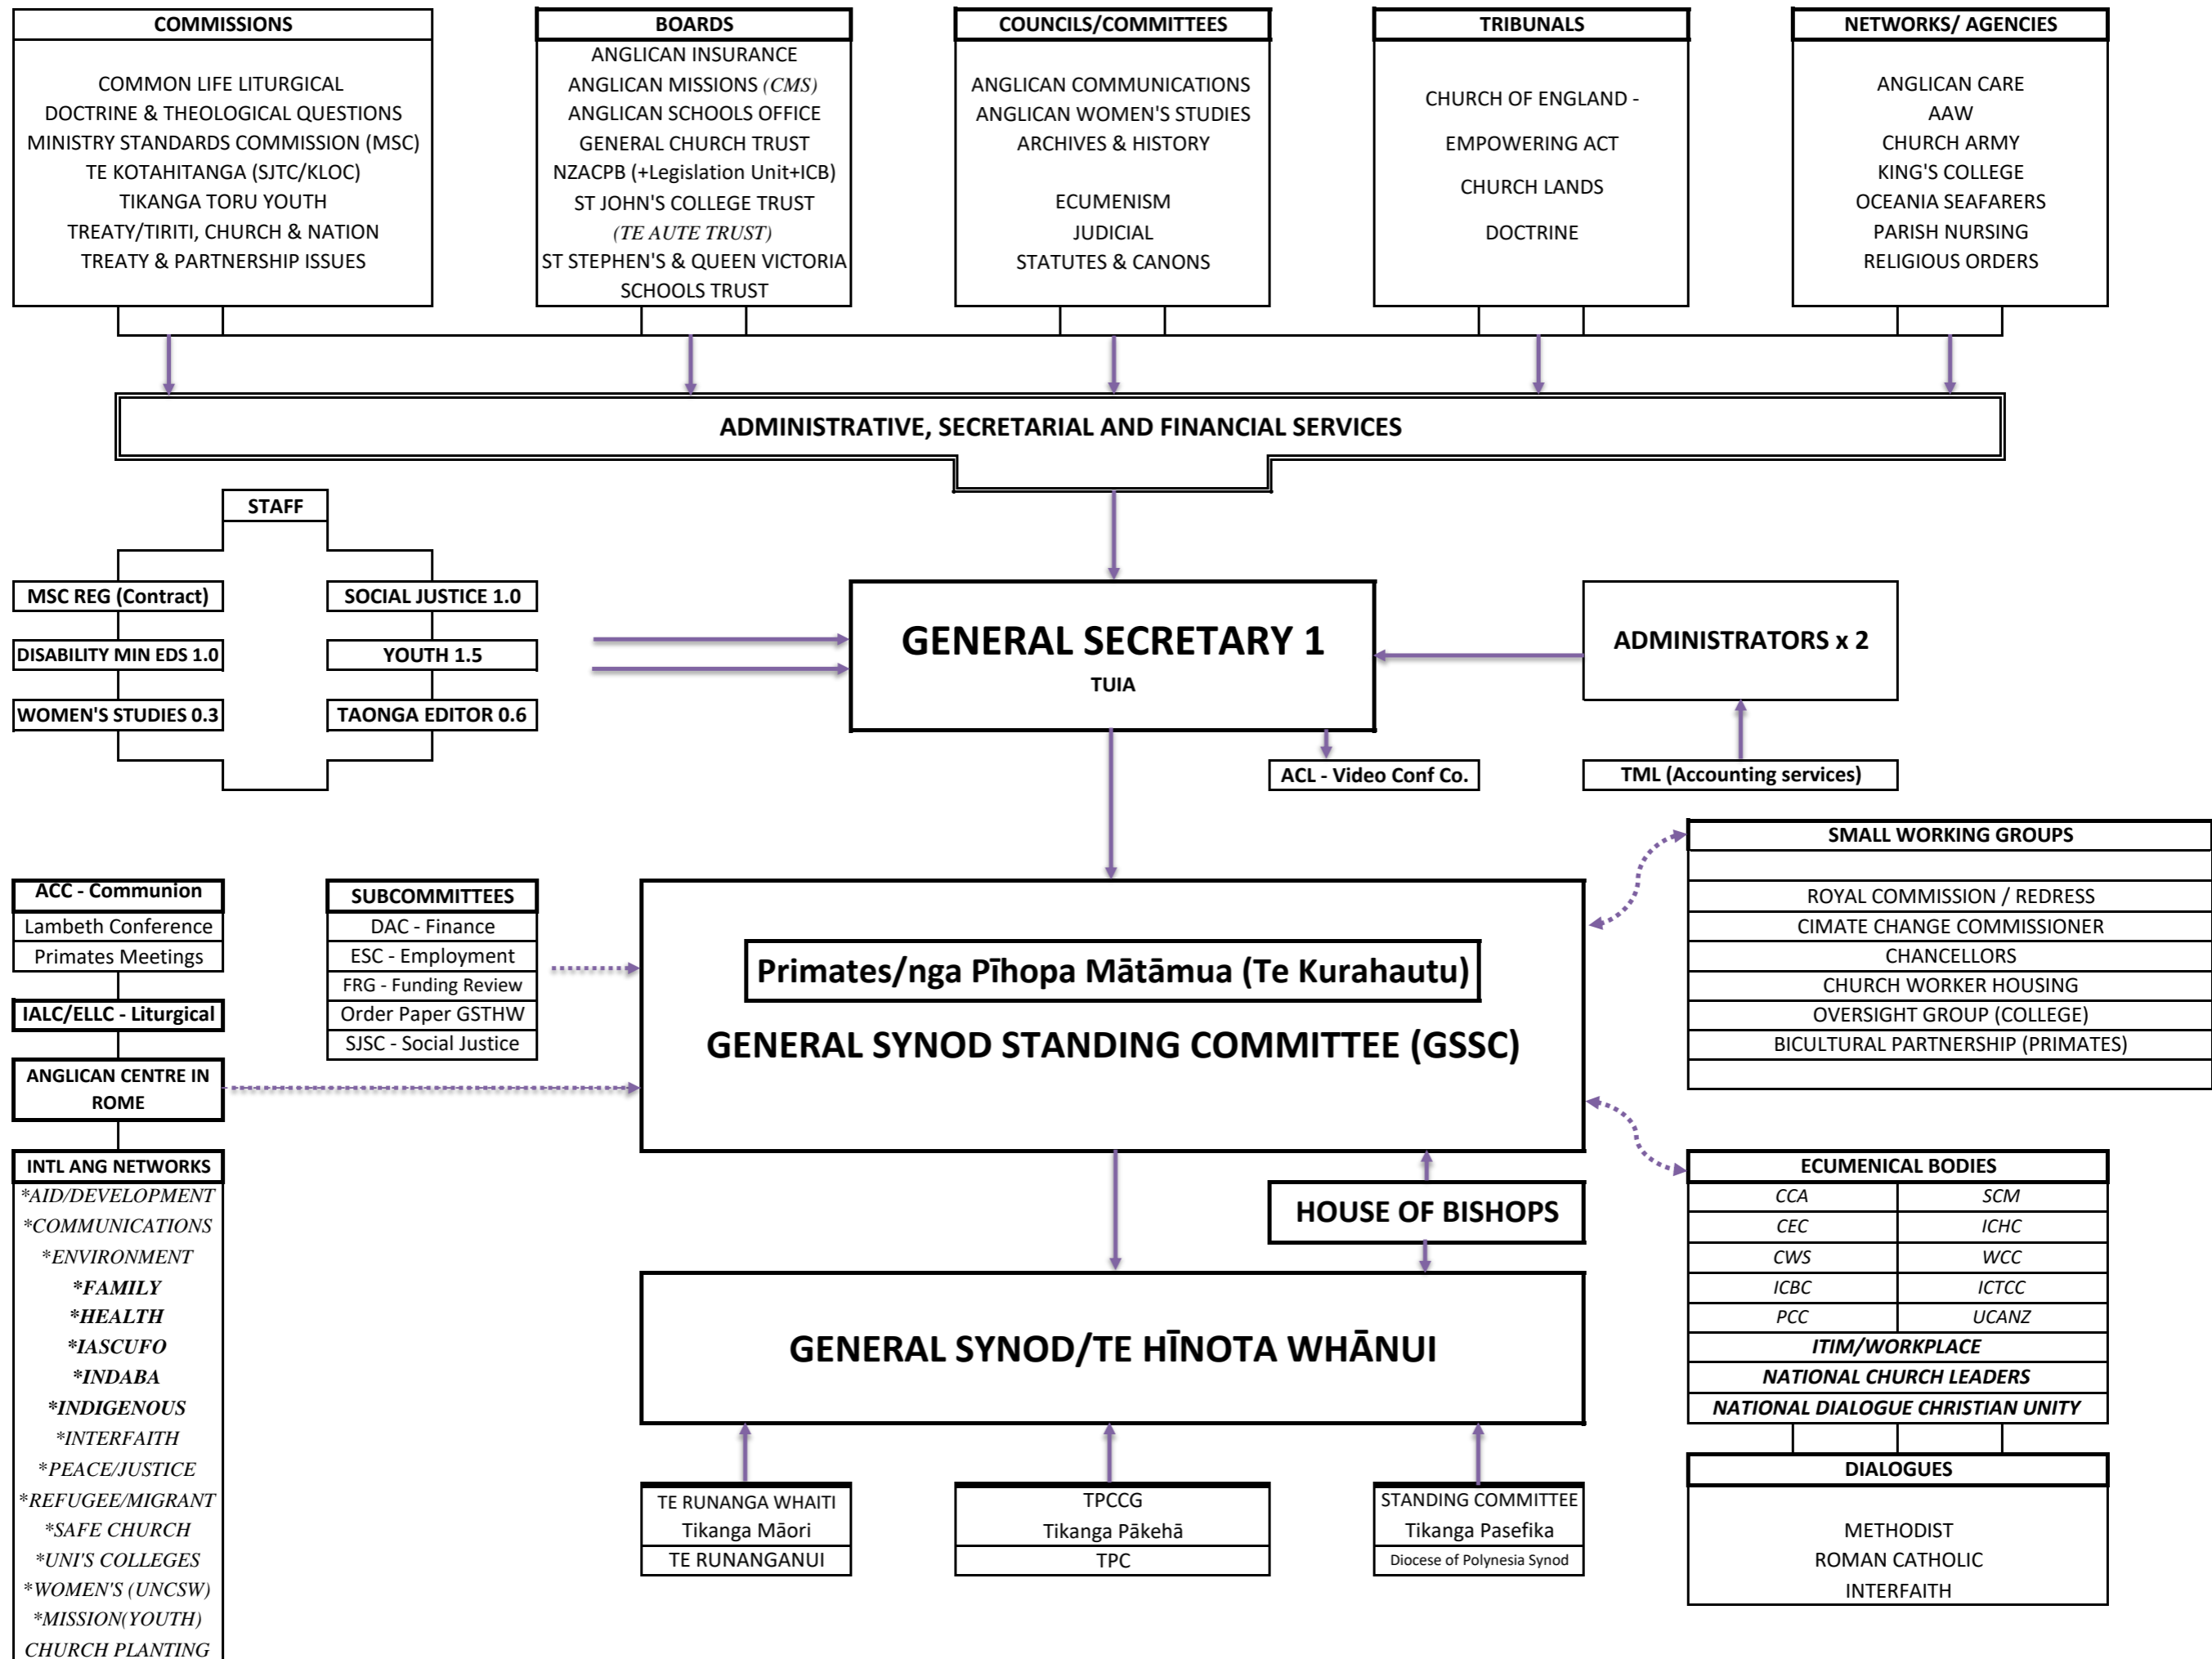 COMMISSIONS
COMMON LIFE LITURGICAL
DOCTRINE & THEOLOGICAL QUESTIONS
MINISTRY STANDARDS COMMISSION (MSC)
TE KOTAHITANGA (SJTC/KLOC)
TIKANGA TORU YOUTH
TREATY/TIRITI, CHURCH & NATION
TREATY & PARTNERSHIP ISSUES
BOARDS
ANGLICAN INSURANCE
ANGLICAN MISSIONS (CMS)
ANGLICAN SCHOOLS OFFICE
GENERAL CHURCH TRUST
NZACPB (+Legislation Unit+ICB)
ST JOHN'S COLLEGE TRUST
(TE AUTE TRUST)
ST STEPHEN'S & QUEEN VICTORIA
SCHOOLS TRUST
COUNCILS/COMMITTEES
ANGLICAN COMMUNICATIONS
ANGLICAN WOMEN'S STUDIES
ARCHIVES & HISTORY
ECUMENISM
JUDICIAL
STATUTES & CANONS
TRIBUNALS
CHURCH OF ENGLAND -
EMPOWERING ACT
CHURCH LANDS
DOCTRINE
NETWORKS/ AGENCIES
ANGLICAN CARE
AAW
CHURCH ARMY
KING'S COLLEGE
OCEANIA SEAFARERS
PARISH NURSING
RELIGIOUS ORDERS
ADMINISTRATIVE, SECRETARIAL AND FINANCIAL SERVICES
STAFF
MSC REG (Contract)
SOCIAL JUSTICE 1.0
DISABILITY MIN EDS 1.0
YOUTH 1.5
WOMEN'S STUDIES 0.3
TAONGA EDITOR 0.6
GENERAL SECRETARY 1
TUIA
ADMINISTRATORS x 2
ACL - Video Conf Co.
TML (Accounting services)
ACC - Communion
Lambeth Conference
Primates Meetings
IALC/ELLC - Liturgical
ANGLICAN CENTRE IN
ROME
INTL ANG NETWORKS
*AID/DEVELOPMENT
*COMMUNICATIONS
*ENVIRONMENT
*FAMILY
*HEALTH
*IASCUFO
*INDABA
*INDIGENOUS
*INTERFAITH
*PEACE/JUSTICE
*REFUGEE/MIGRANT
*SAFE CHURCH
*UNI'S COLLEGES
*WOMEN'S (UNCSW)
*MISSION(YOUTH)
CHURCH PLANTING
SUBCOMMITTEES
DAC - Finance
ESC - Employment
FRG - Funding Review
Order Paper GSTHW
SJSC - Social Justice
Primates/nga Pīhopa Mātāmua (Te Kurahautu)
GENERAL SYNOD STANDING COMMITTEE (GSSC)
SMALL WORKING GROUPS
ROYAL COMMISSION / REDRESS
CIMATE CHANGE COMMISSIONER
CHANCELLORS
CHURCH WORKER HOUSING
OVERSIGHT GROUP (COLLEGE)
BICULTURAL PARTNERSHIP (PRIMATES)
HOUSE OF BISHOPS
GENERAL SYNOD/TE HĪNOTA WHĀNUI
TE RUNANGA WHAITI
Tikanga Māori
TE RUNANGANUI
TPCCG
Tikanga Pākehā
TPC
STANDING COMMITTEE
Tikanga Pasefika
Diocese of Polynesia Synod
ECUMENICAL BODIES
CCA SCM
CEC ICHC
CWS WCC
ICBC ICTCC
PCC UCANZ
ITIM/WORKPLACE
NATIONAL CHURCH LEADERS
NATIONAL DIALOGUE CHRISTIAN UNITY
DIALOGUES
METHODIST
ROMAN CATHOLIC
INTERFAITH